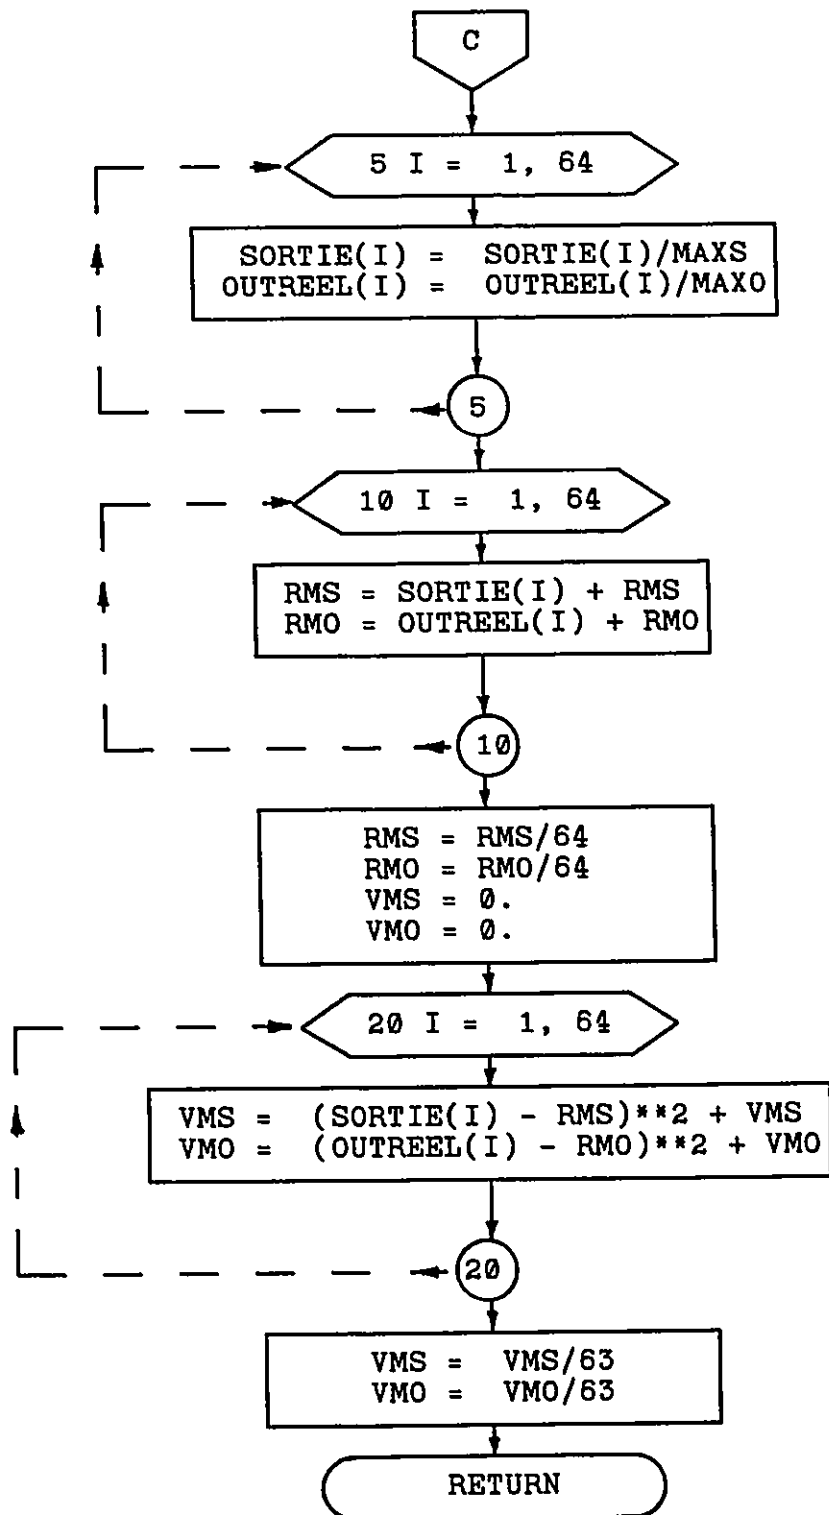 C
5 I = 1, 64
SORTIE(I) = SORTIE(I)/MAXS
OUTREEL(I) = OUTREEL(I)/MAXO
5
10 I = 1, 64
RMS = SORTIE(I) + RMS
RMO = OUTREEL(I) + RMO
10
RMS = RMS/64
RMO = RMO/64
VMS = 0.
VMO = 0.
20 I = 1, 64
VMS = (SORTIE(I) - RMS)**2 + VMS
VMO = (OUTREEL(I) - RMO)**2 + VMO
20
VMS = VMS/63
VMO = VMO/63
RETURN